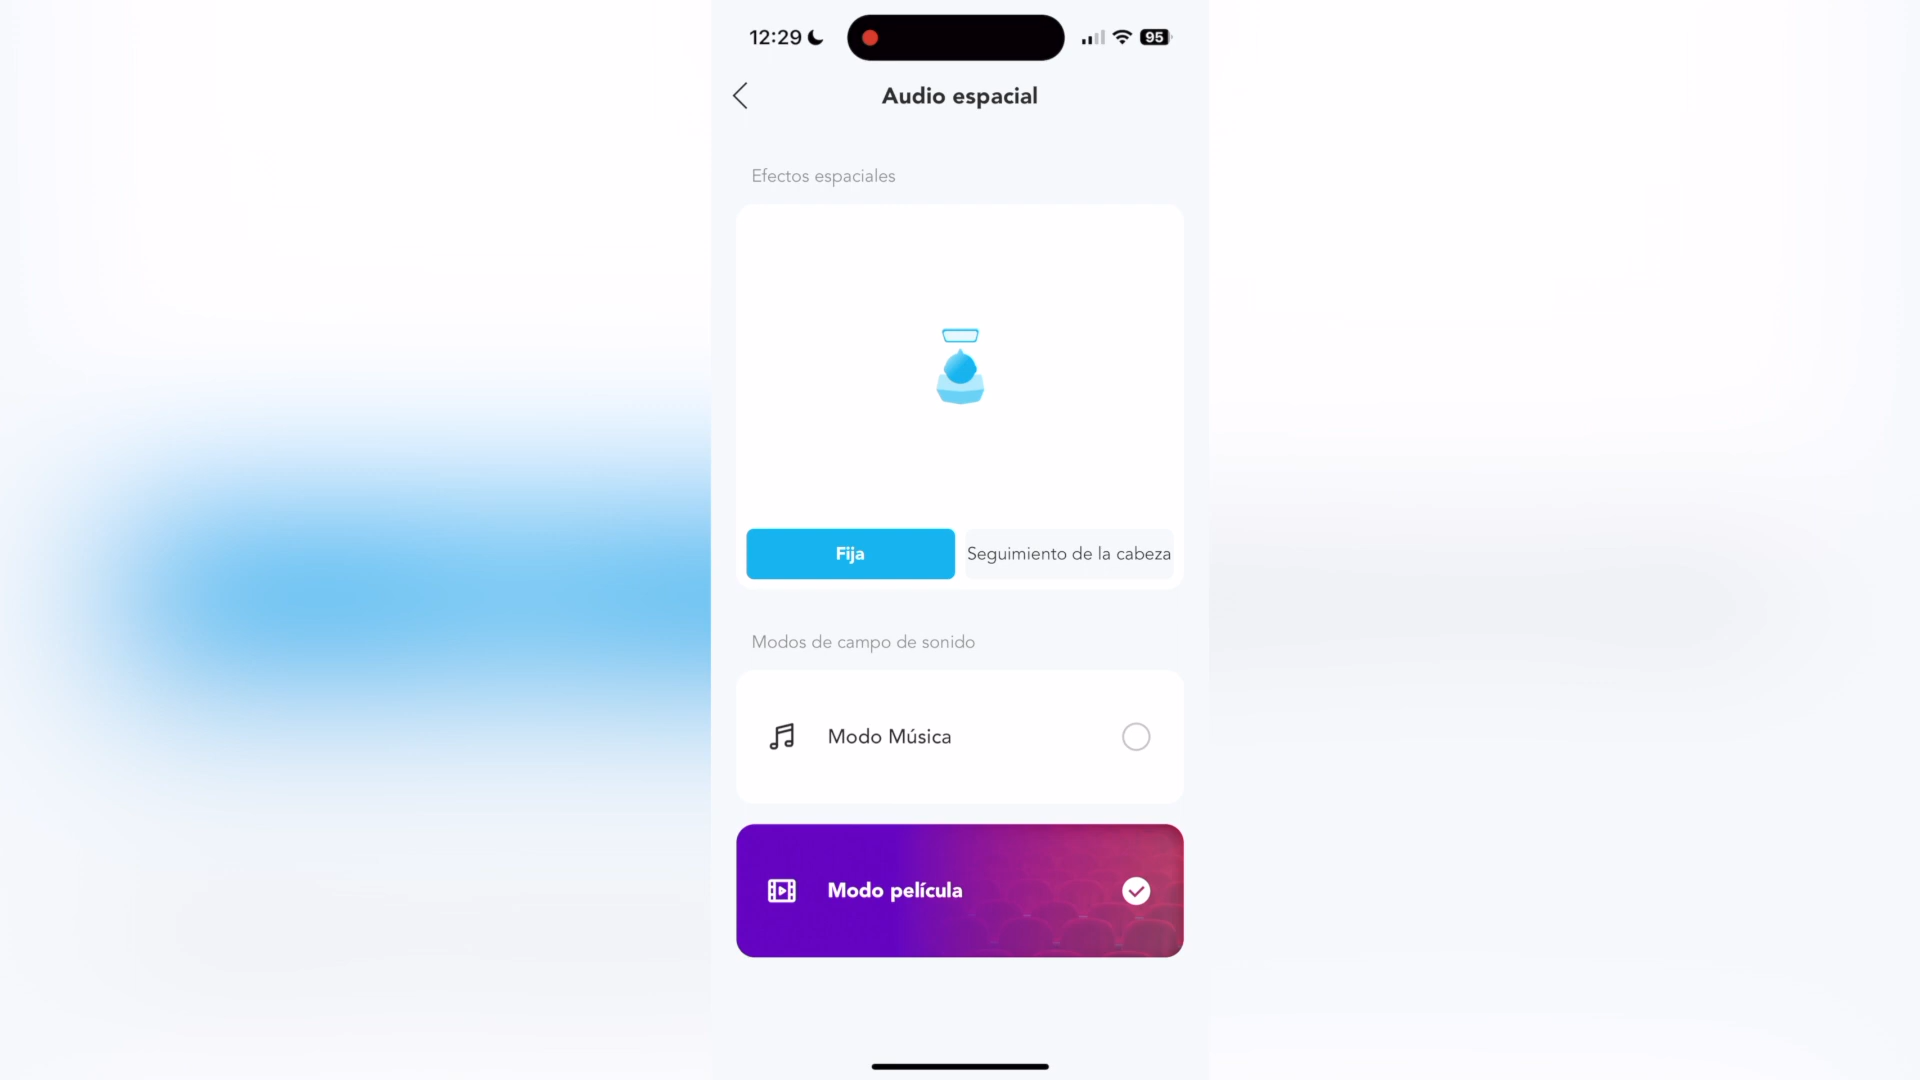 12:29
95
Audio espacial
Efectos espaciales
Fija
Seguimiento de la cabeza
Modos de campo de sonido
Modo Música
Modo película